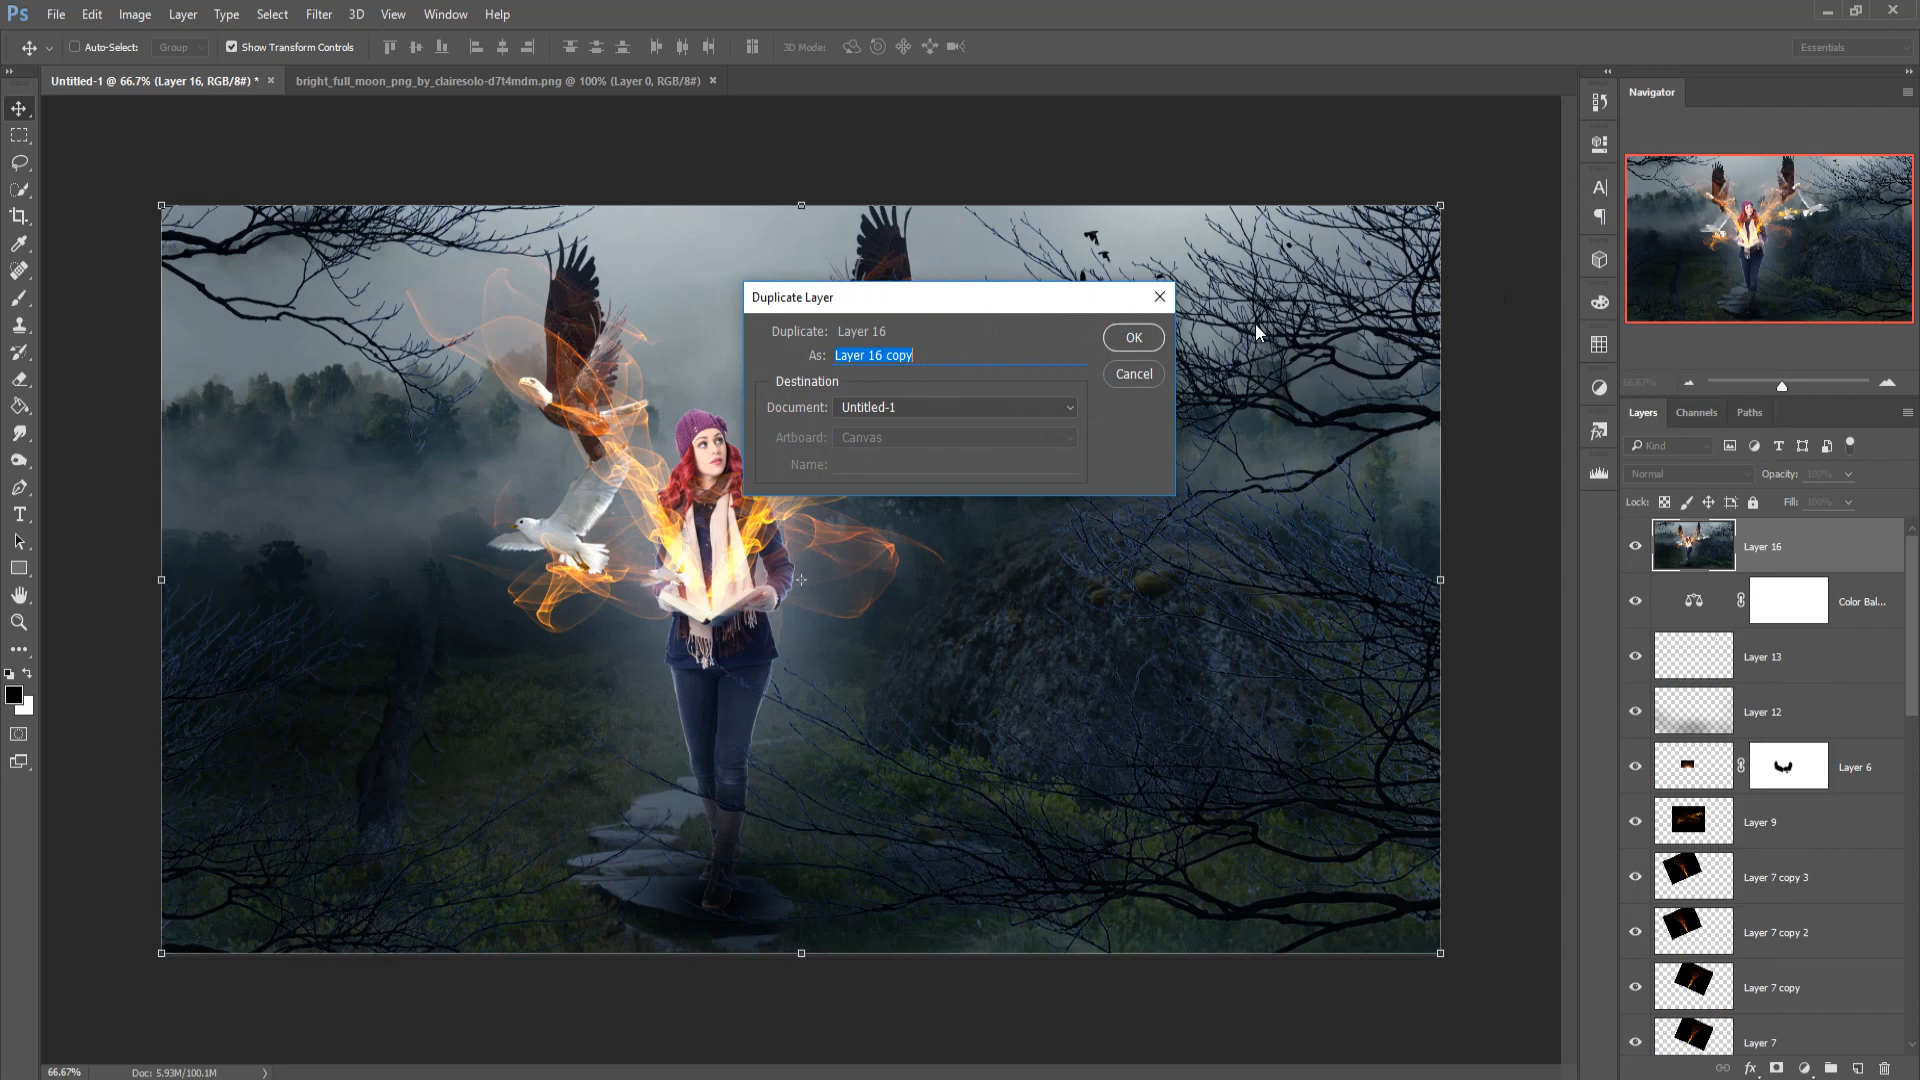 Ps File Edit Image Layer Type Select Filter 3D View Window Help
Auto-Select: Group Show Transform Controls 3D Mode: Essentials
Untitled-1 @ 66.7% (Layer 16, RGB/8#) * bright_full_moon_png_by_clairesolo-d7t4mdm.png @ 100% (Layer 0, RGB/8#)
Navigator
Duplicate Layer
Duplicate: Layer 16
OK
As: Layer 16 copy
Cancel
Destination
Document: Untitled-1
Artboard: Canvas
Name:
66.67%
Layers Channels Paths
Kind
Normal Opacity: 100%
Lock: Fill: 100%
Layer 16
Color Bal...
Layer 13
Layer 12
Layer 6
Layer 9
Layer 7 copy 3
Layer 7 copy 2
Layer 7 copy
Layer 7
66.67% Doc: 5.93M/100.1M